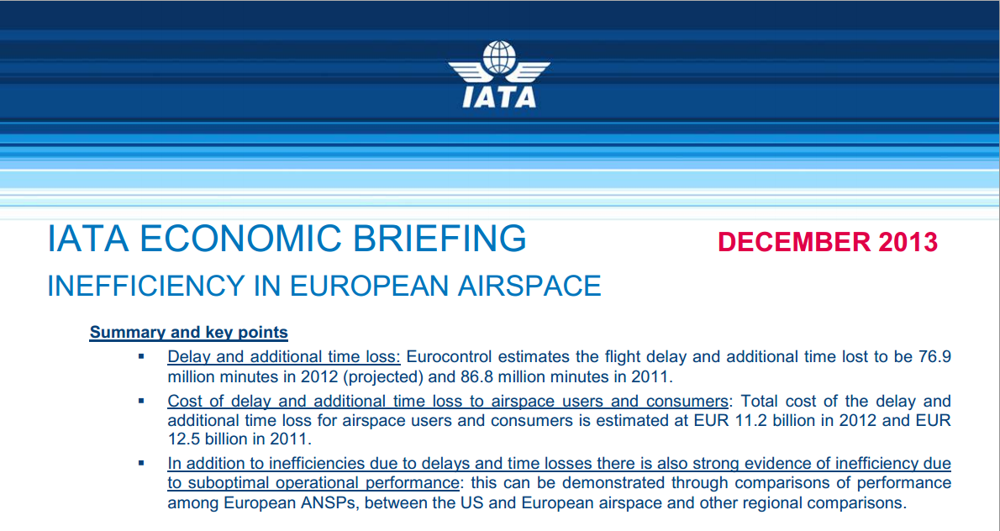 IATA
IATA ECONOMIC BRIEFING
DECEMBER 2013
INEFFICIENCY IN EUROPEAN AIRSPACE
Summary and key points
▪ Delay and additional time loss: Eurocontrol estimates the flight delay and additional time lost to be 76.9
million minutes in 2012 (projected) and 86.8 million minutes in 2011.
▪ Cost of delay and additional time loss to airspace users and consumers: Total cost of the delay and
additional time loss for airspace users and consumers is estimated at EUR 11.2 billion in 2012 and EUR
12.5 billion in 2011.
▪ In addition to inefficiencies due to delays and time losses there is also strong evidence of inefficiency due
to suboptimal operational performance: this can be demonstrated through comparisons of performance
among European ANSPs, between the US and European airspace and other regional comparisons.